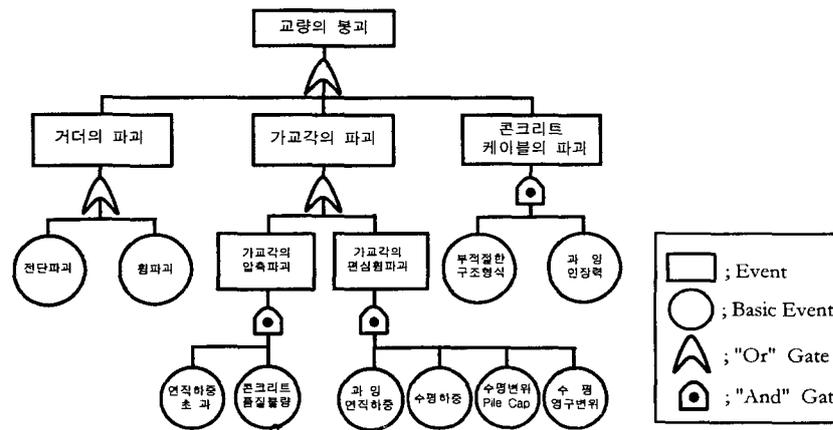 교량의 붕괴
거더의 파괴
가교각의 파괴
콘크리트
케이블의 파괴
전단파괴
휨파괴
가교각의
압축파괴
가교각의
편심휨파괴
부적절한
구조형식
과 잉
인장력
연직하중
초 과
콘크리트
품질불량
과 잉
연직하중
수평하중
수평변위
Pile Cap
수 평
영구변위
; Event
; Basic Event
; "Or" Gate
; "And" Gat